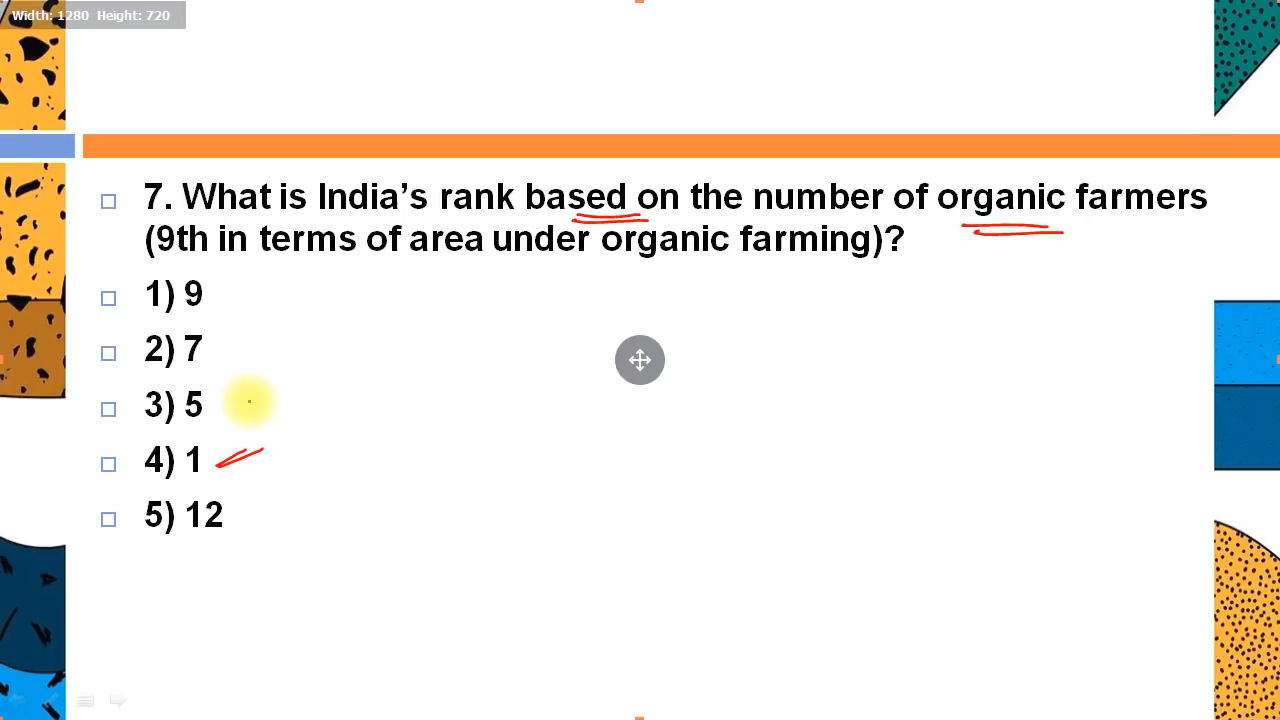 Width: 1280 Height: 720
7. What is India’s rank based on the number of organic farmers
(9th in terms of area under organic farming)?
1) 9
2) 7
3) 5
4) 1
5) 12